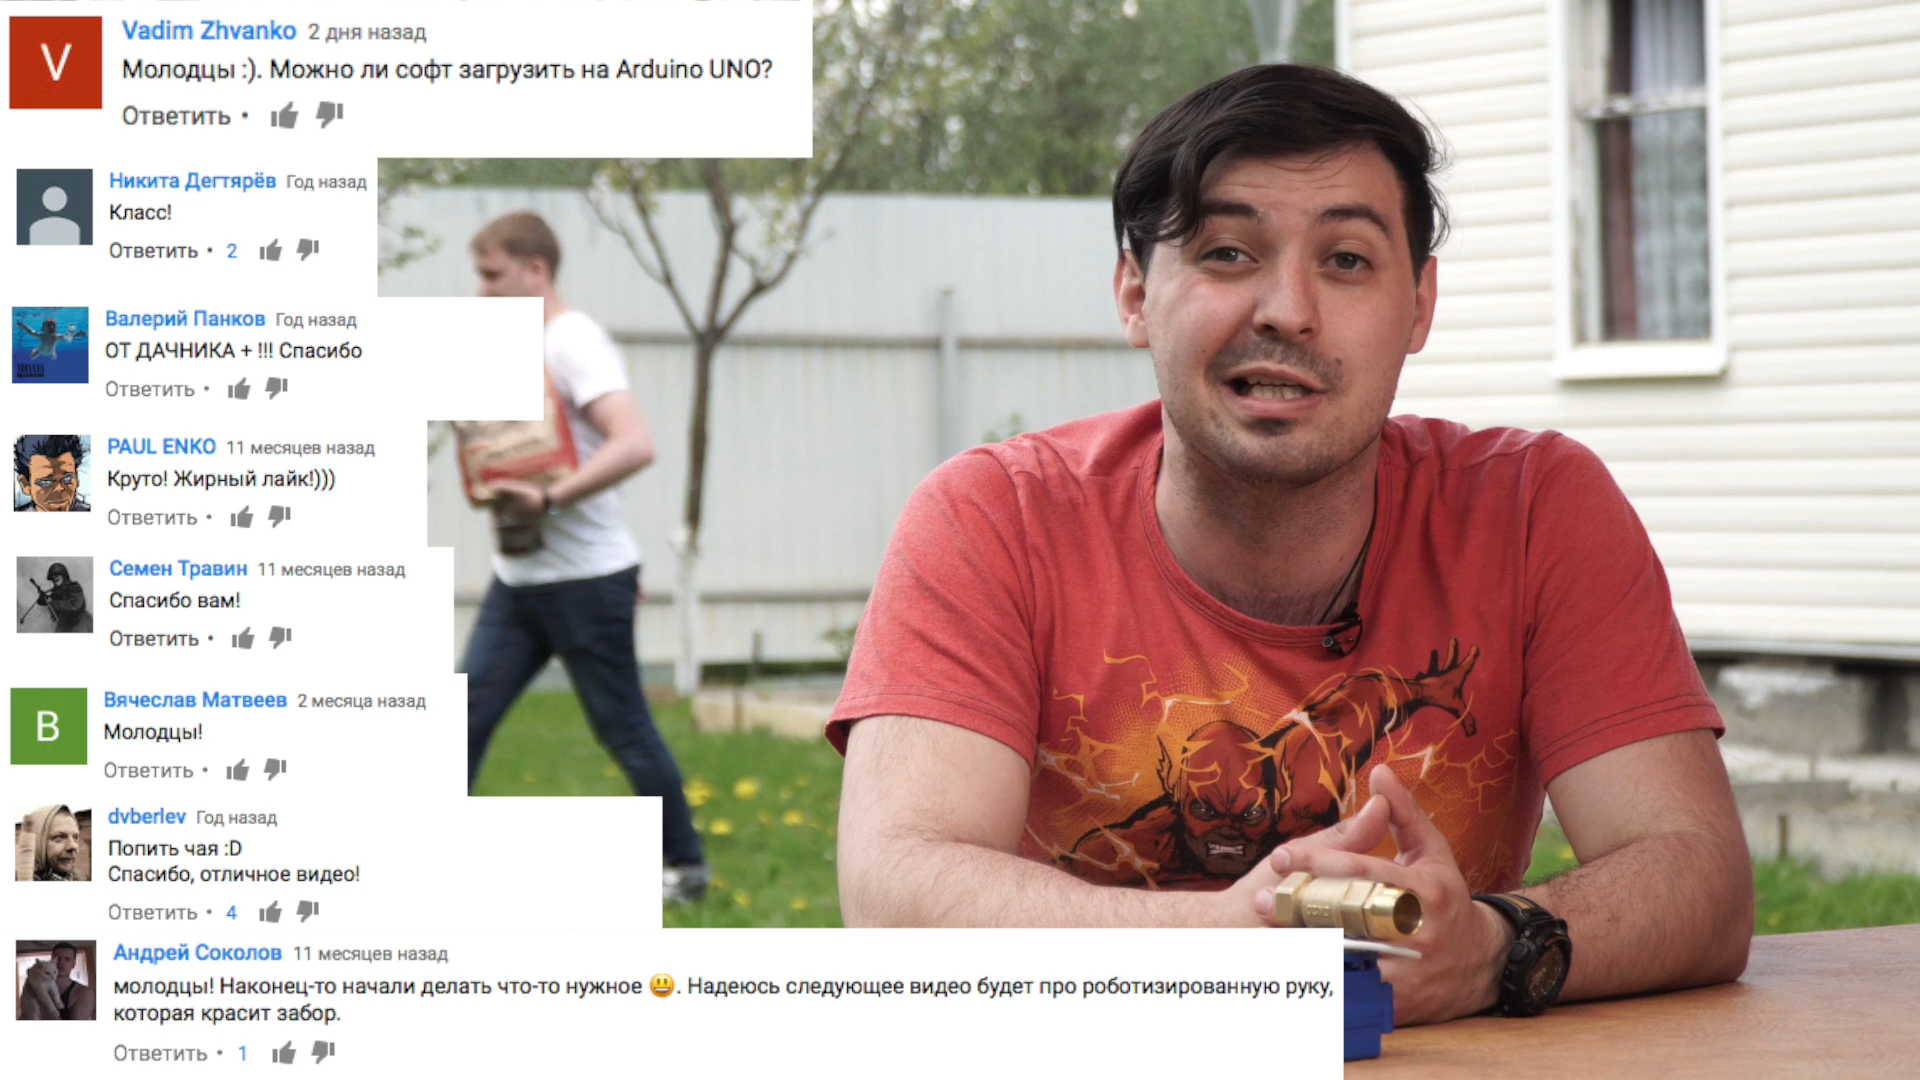 V
Vadim Zhvanko 2 дня назад
Молодцы :). Можно ли софт загрузить на Arduino UNO?
Ответить •
Никита Дегтярёв Год назад
Класс!
Ответить • 2
Валерий Панков Год назад
ОТ ДАЧНИКА + !!! Спасибо
Ответить •
PAUL ENKO 11 месяцев назад
Круто! Жирный лайк!)))
Ответить •
Семен Травин 11 месяцев назад
Спасибо вам!
Ответить •
В
Вячеслав Матвеев 2 месяца назад
Молодцы!
Ответить •
dvberlev Год назад
Попить чая :D
Спасибо, отличное видео!
Ответить • 4
Андрей Соколов 11 месяцев назад
молодцы! Наконец-то начали делать что-то нужное 😃. Надеюсь следующее видео будет про роботизированную руку,
которая красит забор.
Ответить • 1